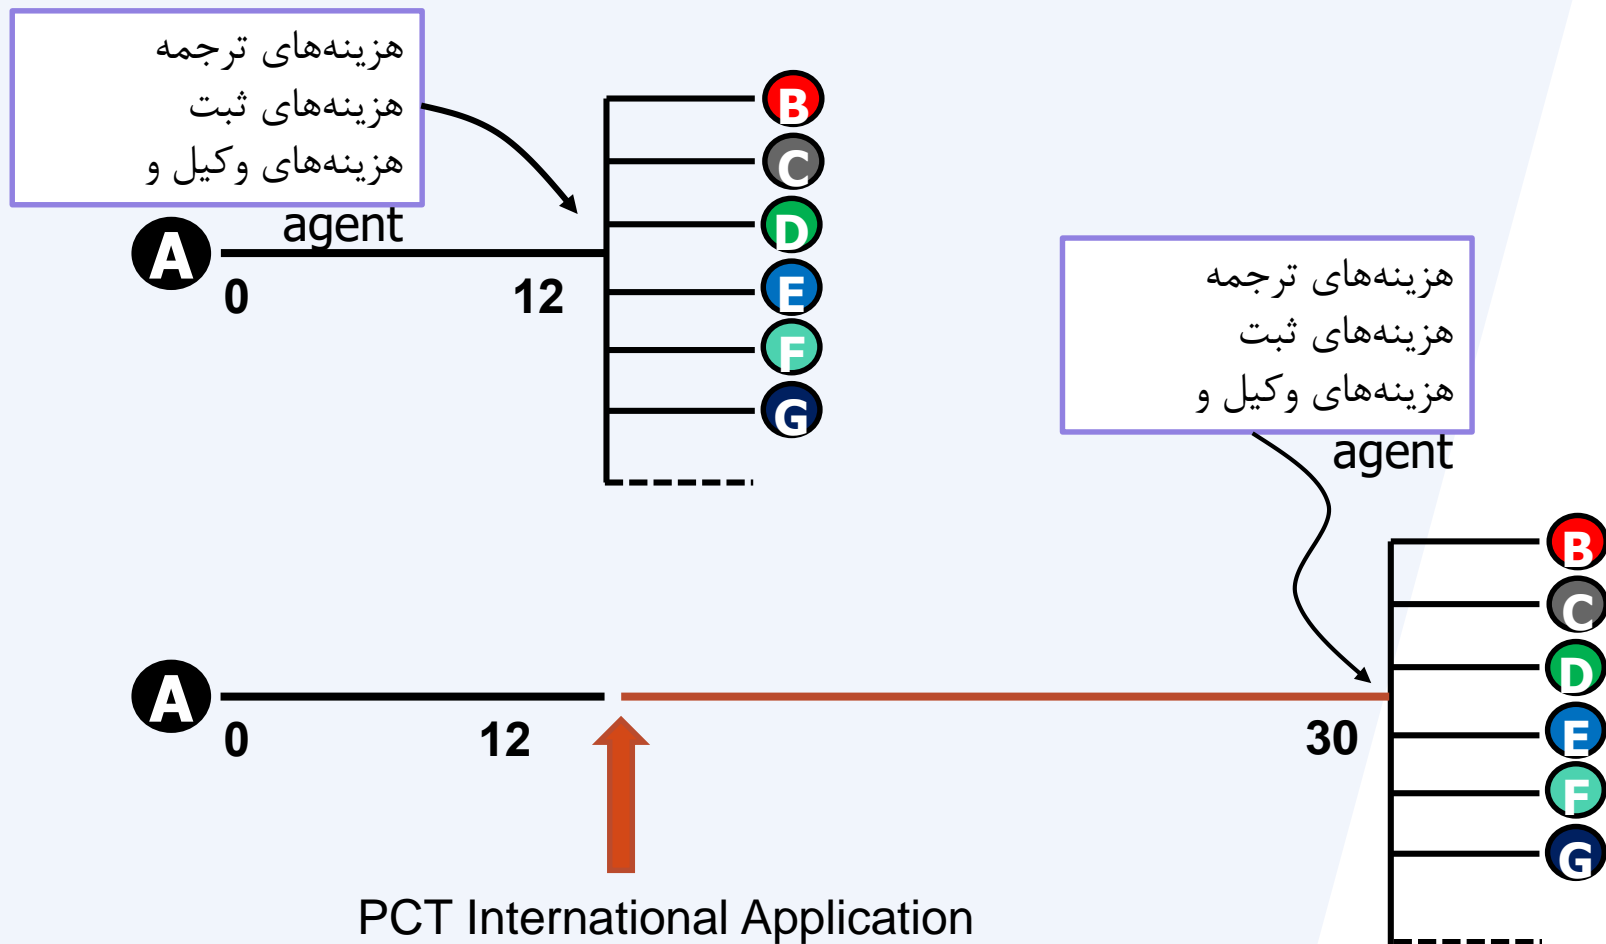 هزینه‌های ترجمه
هزینه‌های ثبت
هزینه‌های وکیل و
agent
A
0
12
B
C
D
E
F
G
هزینه‌های ترجمه
هزینه‌های ثبت
هزینه‌های وکیل و
agent
A
0
12
30
B
C
D
E
F
G
PCT International Application